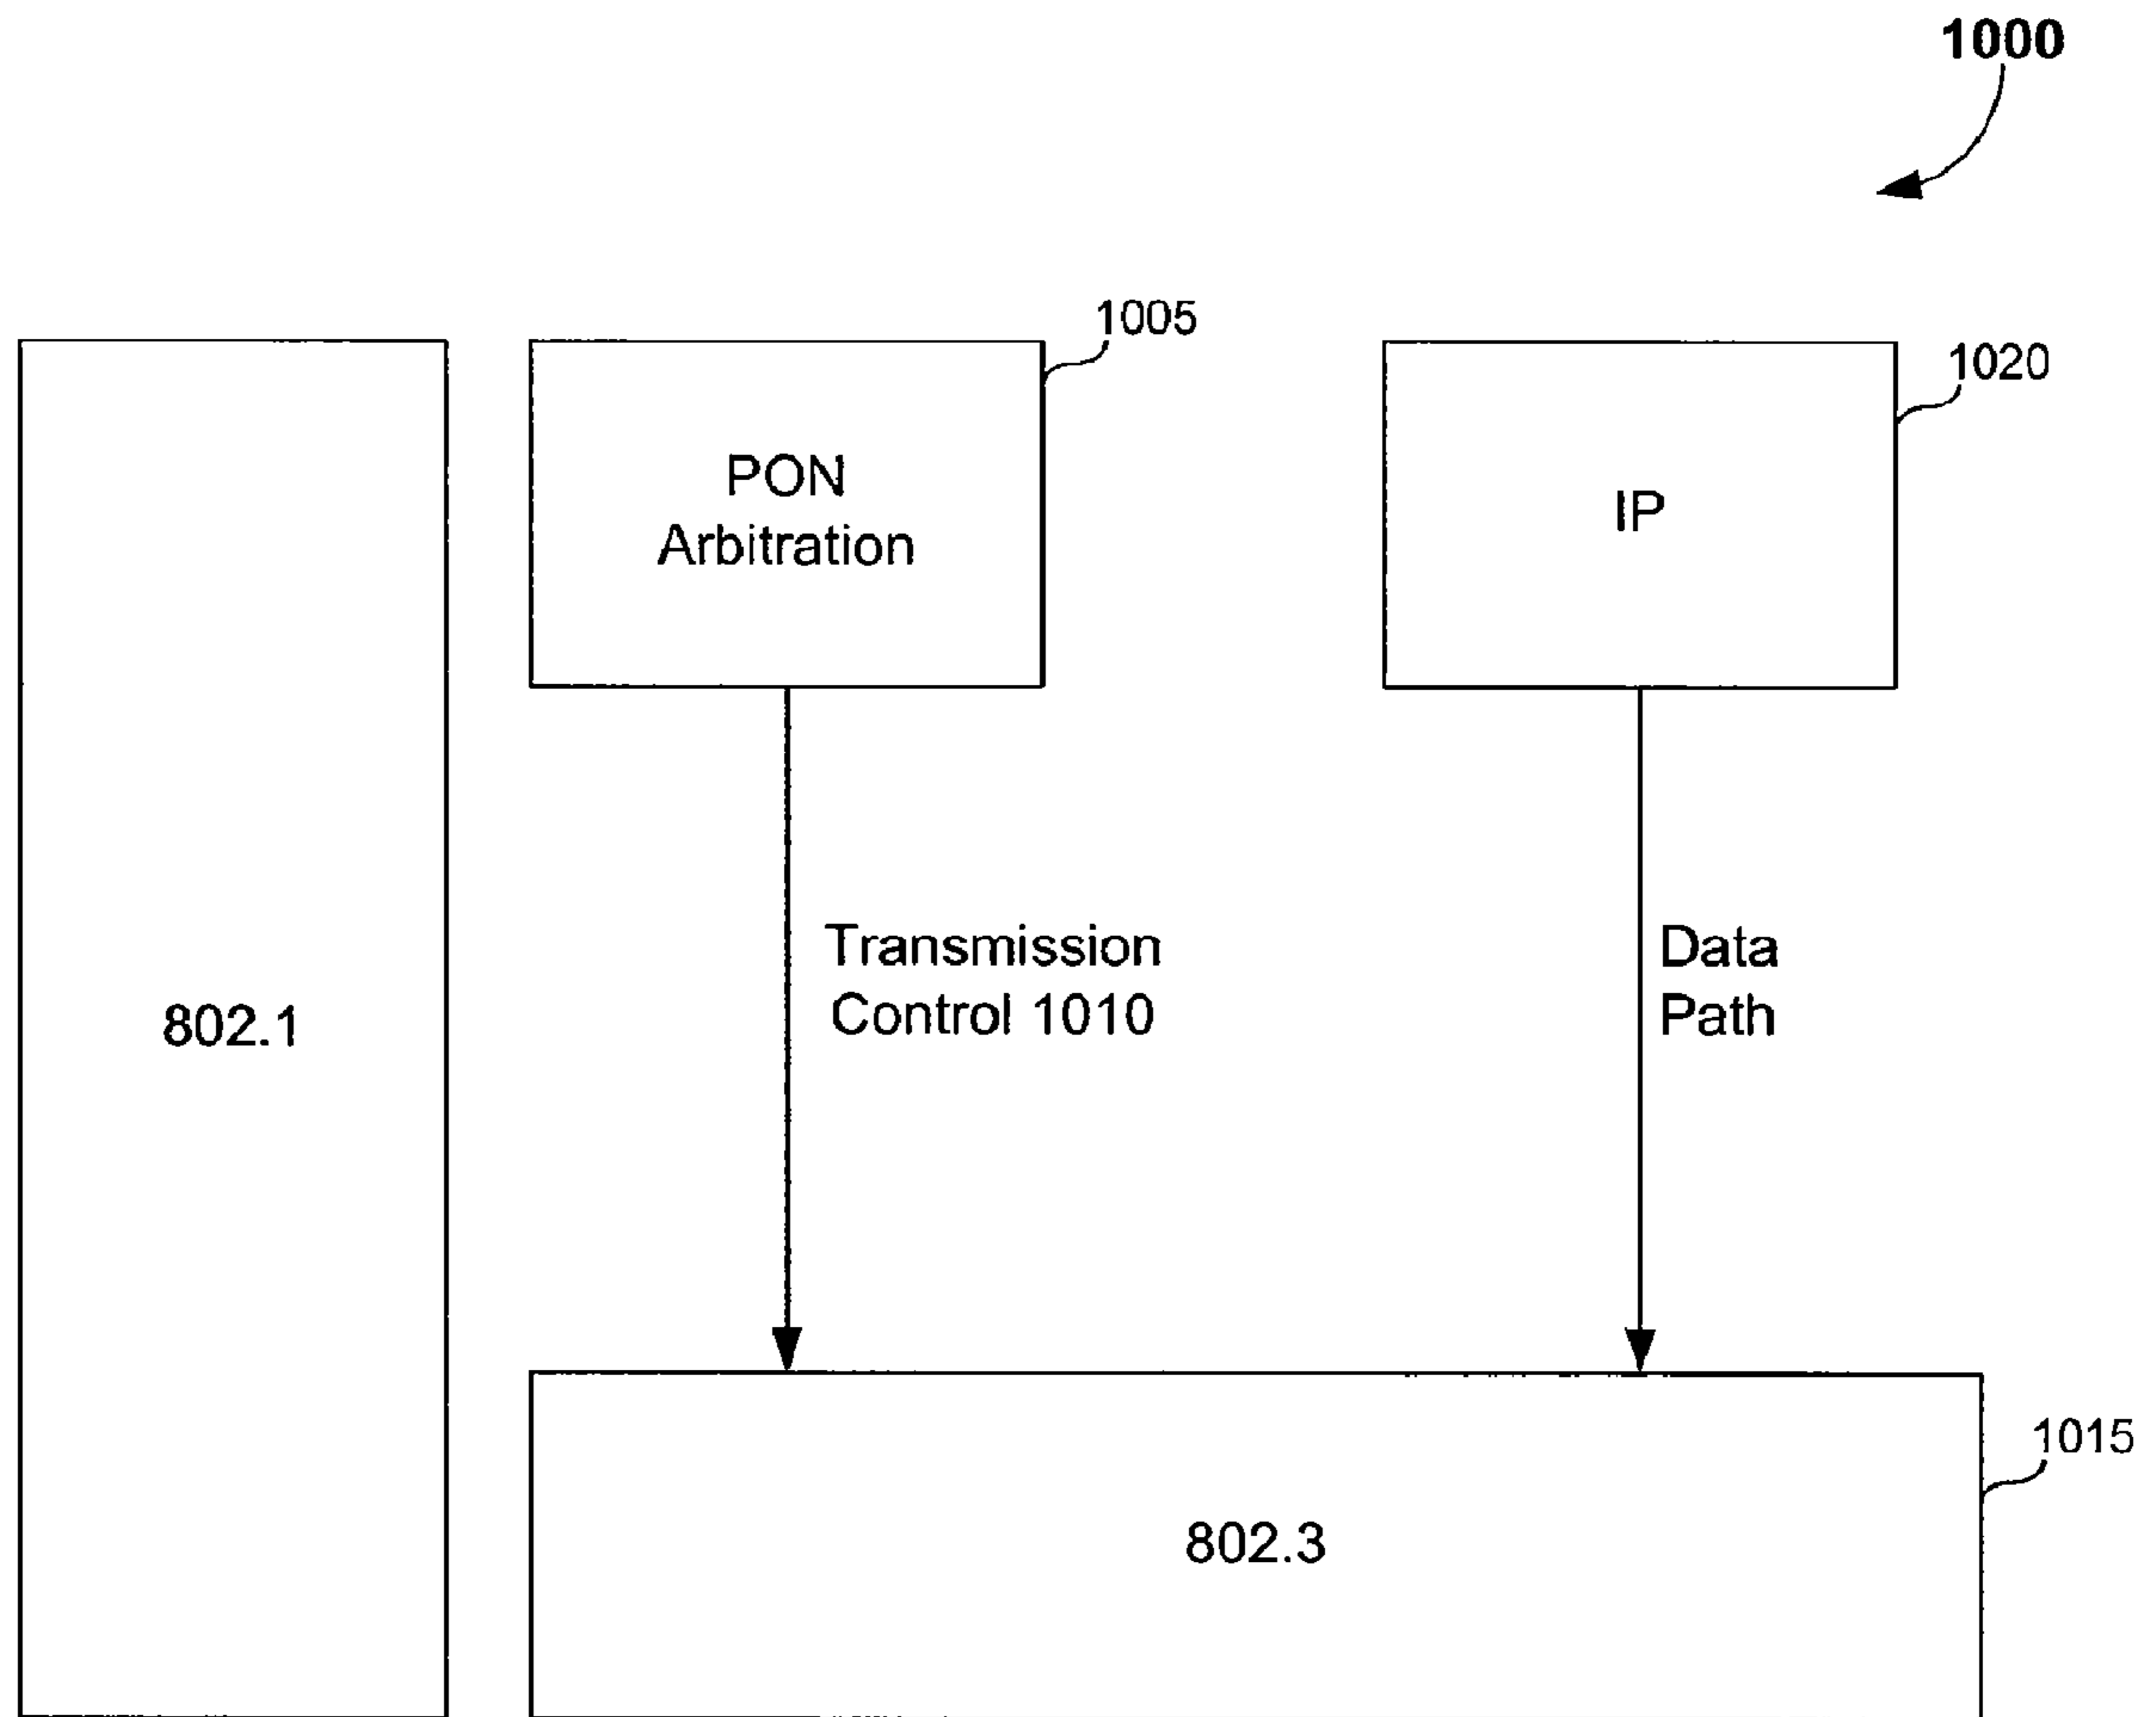 1000
1005
1020
PON
Arbitration
IP
Transmission
Control 1010
Data
Path
802.1
1015
802.3